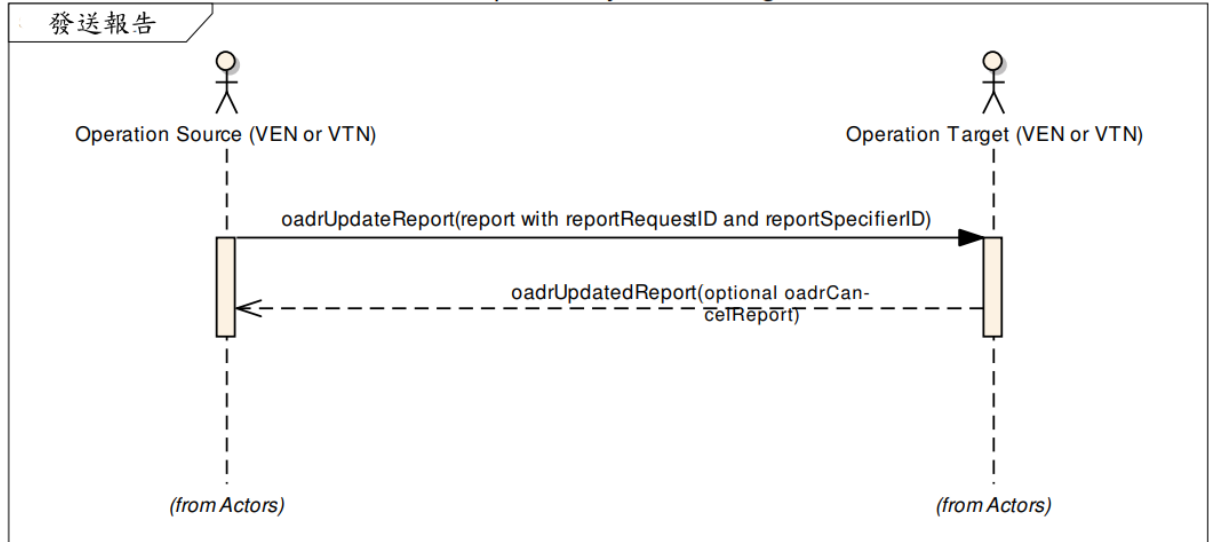 發送報告
Operation Source (VEN or VTN)
Operation Target (VEN or VTN)
oadrUpdateReport(report with reportRequestID and reportSpecifierID)
oadrUpdatedReport(optional oadrCan-
celReport)
(from Actors)
(from Actors)